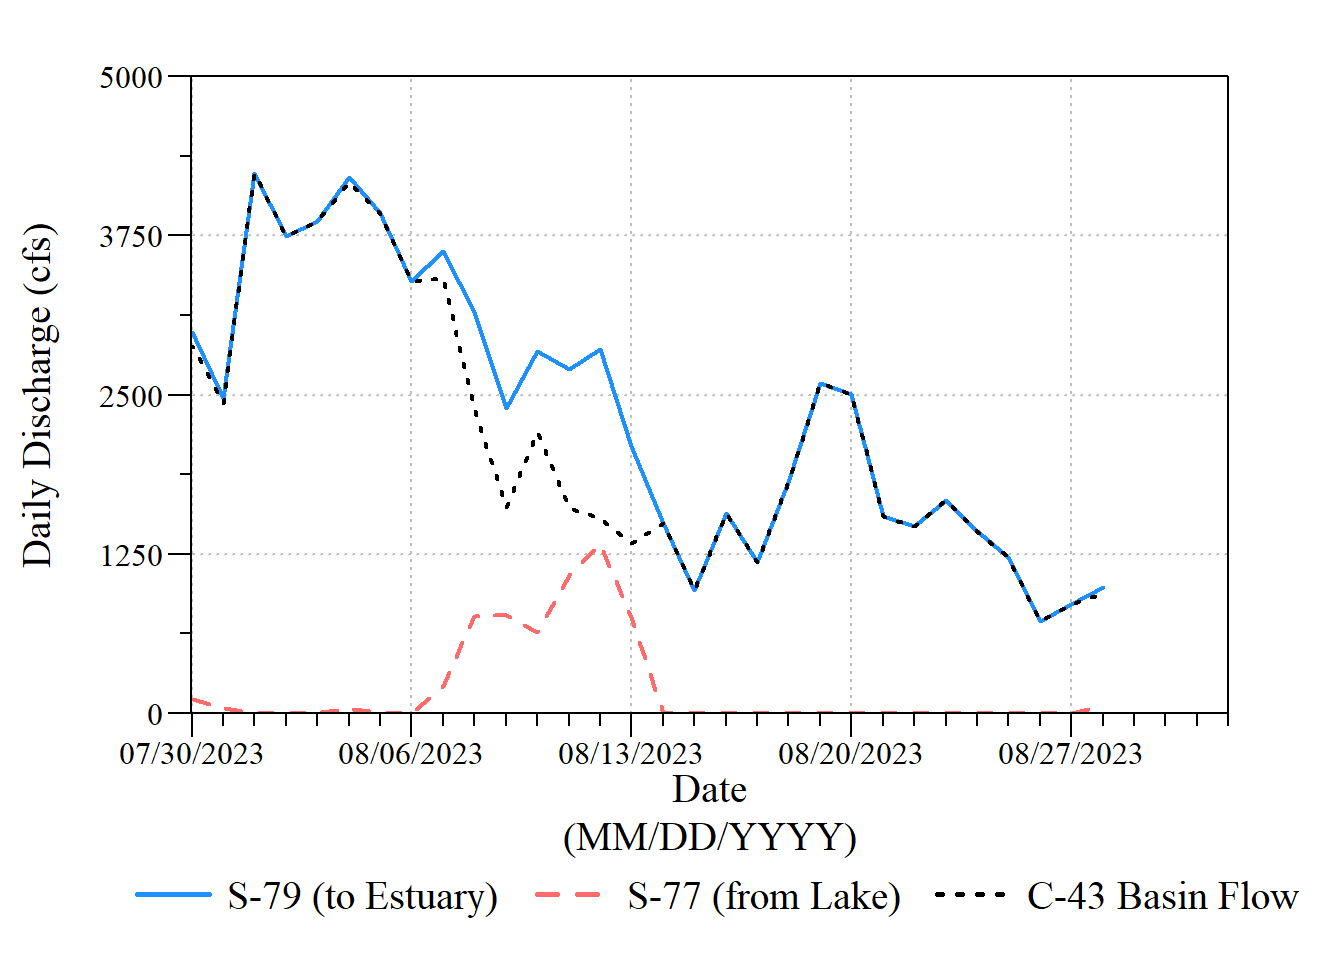 5000
3750
2500
1250
0
Daily Discharge (cfs)
07/30/2023 08/06/2023 08/13/2023 08/20/2023 08/27/2023
Date
(MM/DD/YYYY)
S-79 (to Estuary) S-77 (from Lake) C-43 Basin Flow